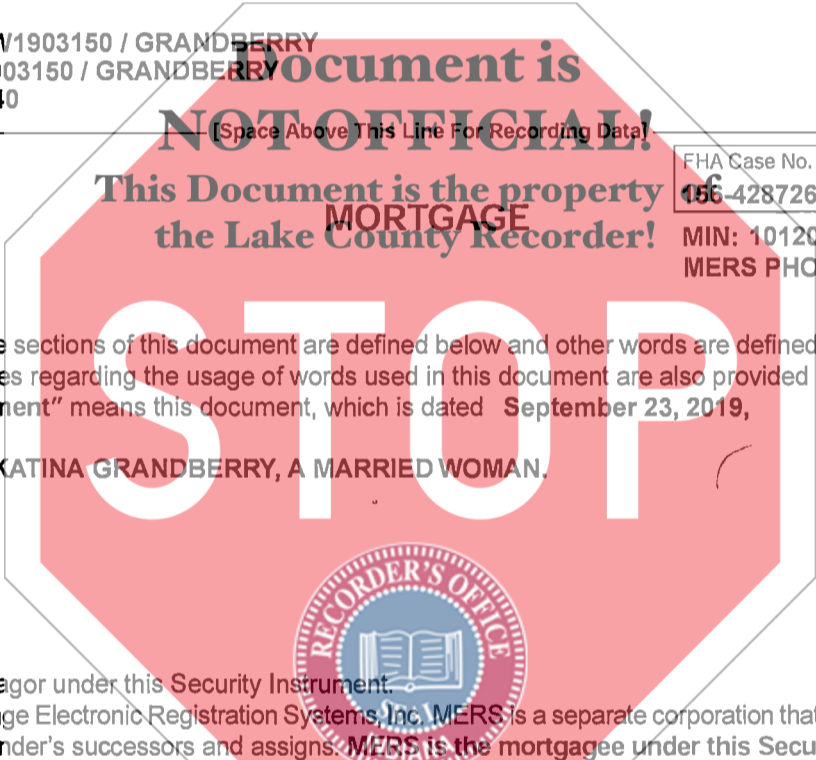 W1903150 / GRANDBERRY
03150 / GRANDBERRY
Document is
NOT OFFICIAL!
[Space Above This Line For Recording Data]
FHA Case No.
156-428726
This Document is the property of
MORTGAGE
the Lake County Recorder!
MIN: 10120
MERS PHO
STOP
e sections of this document are defined below and other words are defined
es regarding the usage of words used in this document are also provided
ment" means this document, which is dated September 23, 2019,
KATINA GRANDBERRY, A MARRIED WOMAN.
RECORDER'S OFFICE
SEAL
agor under this Security Instrument.
ge Electronic Registration Systems, Inc. MERS is a separate corporation that
nder's successors and assigns. MERS is the mortgagee under this Secu